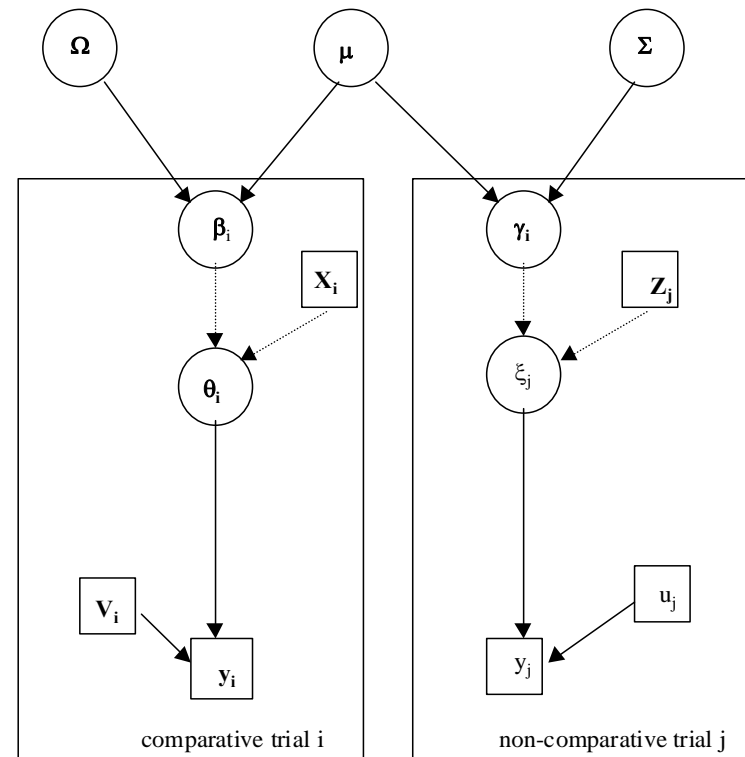 Ω
μ
Σ
βi
γi
Xi
Zj
θi
ξj
Vi
uj
yi
yj
comparative trial i
non-comparative trial j